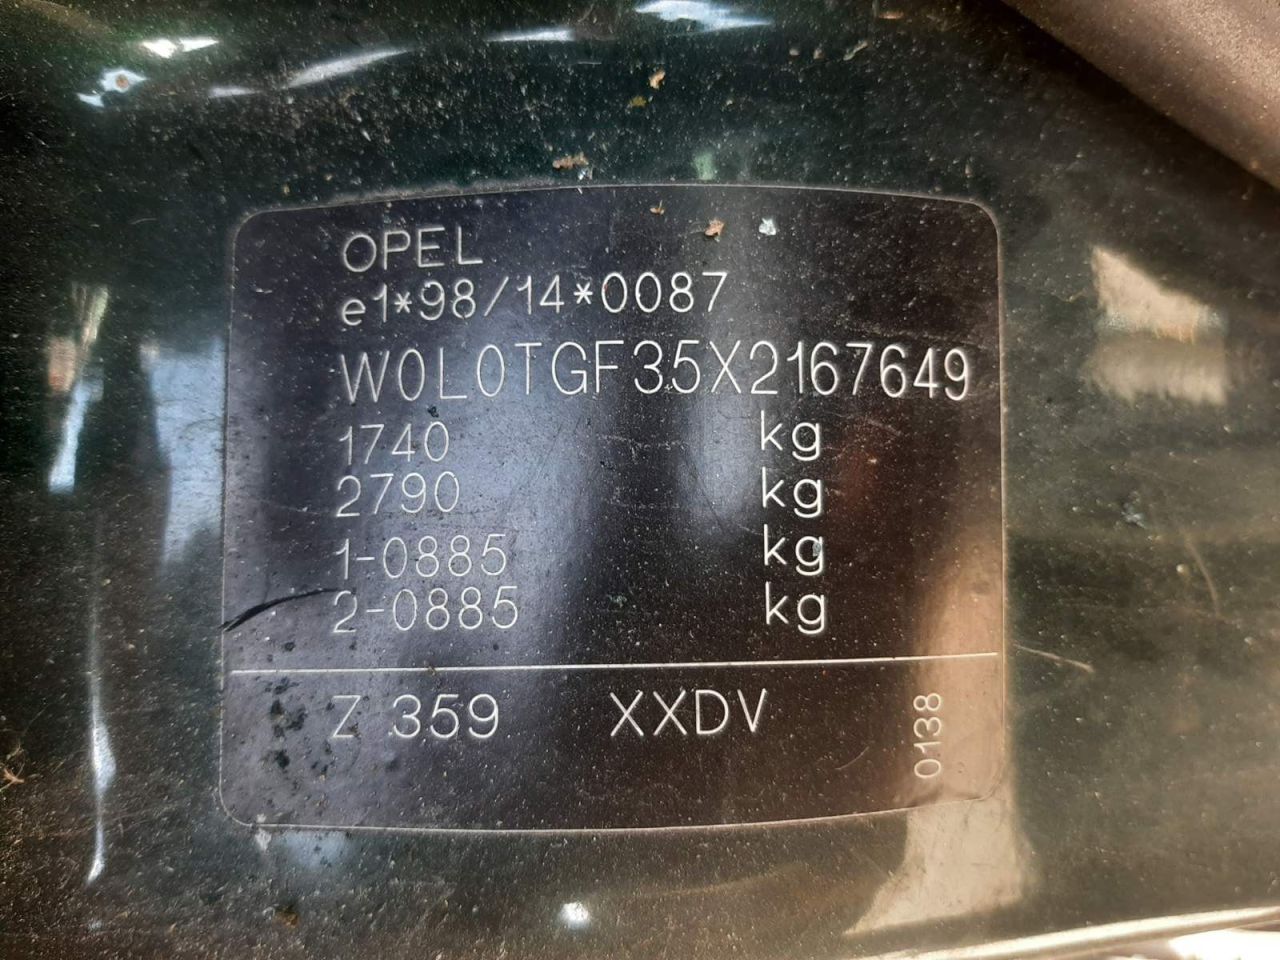 OPEL
e1*98/14*0087
W0L0TGF35X2167649
1740 kg
2790 kg
1-0885 kg
2-0885 kg
Z 359 XXDV
0138